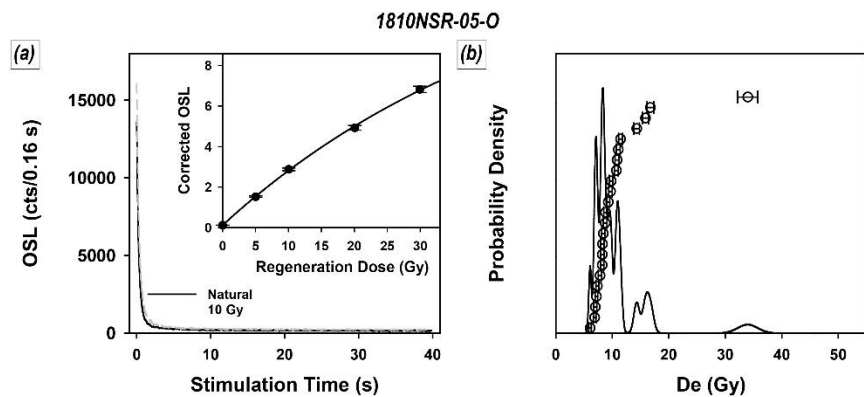 1810NSR-05-O
(a)
OSL (cts/0.16 s)
15000
10000
5000
0
0 10 20 30 40
Stimulation Time (s)
Natural
10 Gy
Corrected OSL
8
6
4
2
0
0 5 10 20 30
Regeneration Dose (Gy)
(b)
Probability Density
0 10 20 30 40 50
De (Gy)